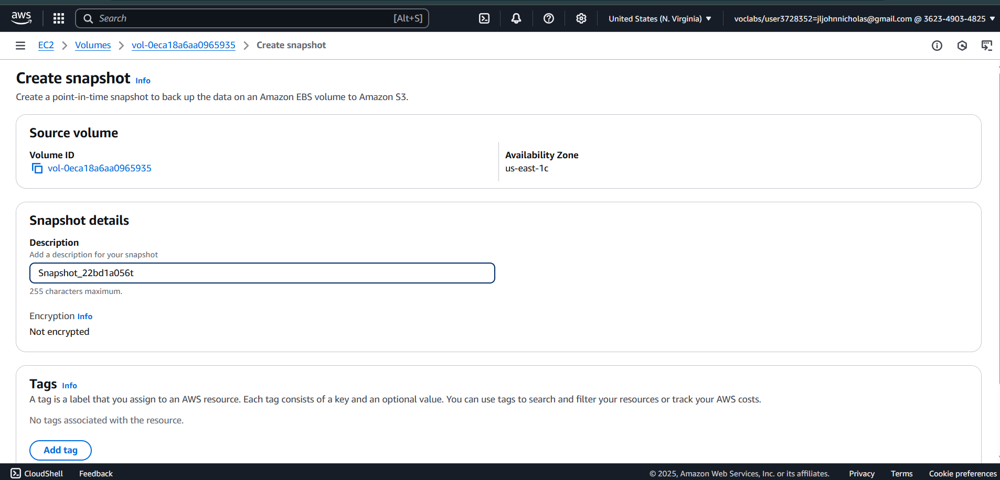 aws Search [Alt+S] United States (N. Virginia) voclabs/user3728352=jljohnnicholas@gmail.com @ 3623-4903-4825
EC2 Volumes vol-0eca18a6aa0965935 Create snapshot
Create snapshot Info
Create a point-in-time snapshot to back up the data on an Amazon EBS volume to Amazon S3.
Source volume
Volume ID
vol-0eca18a6aa0965935
Availability Zone
us-east-1c
Snapshot details
Description
Add a description for your snapshot
Snapshot_22bd1a056t
255 characters maximum.
Encryption Info
Not encrypted
Tags Info
A tag is a label that you assign to an AWS resource. Each tag consists of a key and an optional value. You can use tags to search and filter your resources or track your AWS costs.
No tags associated with the resource.
Add tag
CloudShell Feedback © 2025, Amazon Web Services, Inc. or its affiliates. Privacy Terms Cookie preferences